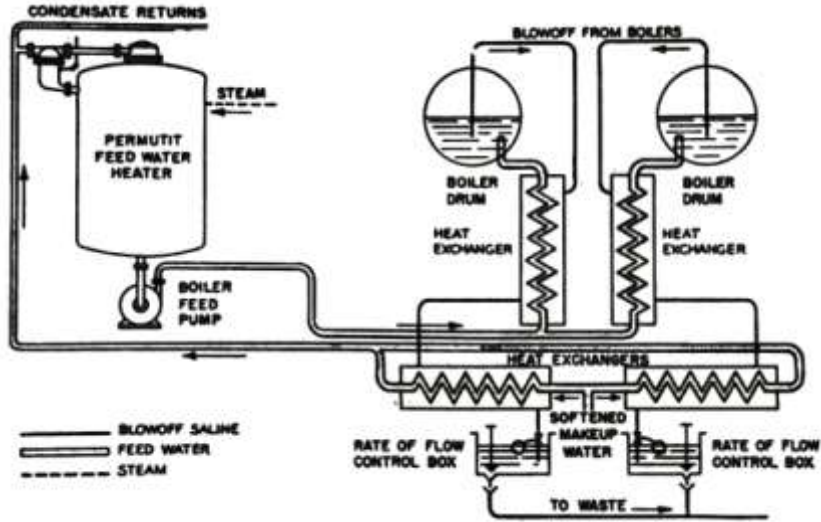 CONDENSATE RETURNS
BLOWOFF FROM BOILERS
STEAM
PERMUTIT
FEED WATER
HEATER
BOILER
DRUM
BOILER
DRUM
HEAT
EXCHANGER
HEAT
EXCHANGER
BOILER
FEED
PUMP
HEAT EXCHANGERS
BLOWOFF SALINE
FEED WATER
STEAM
SOFTENED
MAKEUP
WATER
RATE OF FLOW
CONTROL BOX
RATE OF FLOW
CONTROL BOX
TO WASTE